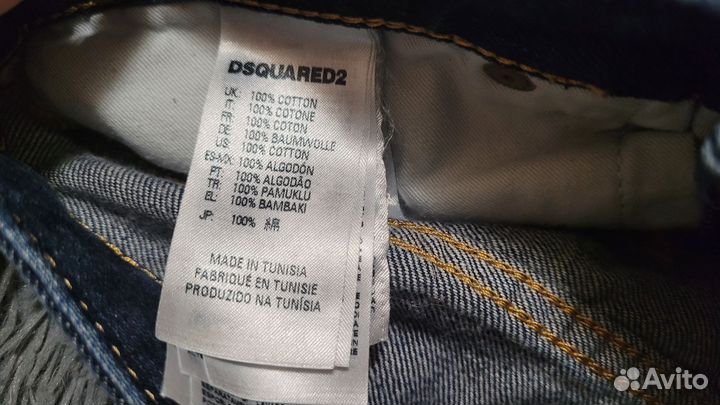 DSQUARED2
UK: 100% COTTON
IT: 100% COTONE
FR: 100% COTON
DE: 100% BAUMWOLLE
US: 100% COTTON
ES-MX: 100% ALGODÓN
PT: 100% ALGODÃO
TR: 100% PAMUKLU
EL: 100% BAMBAKI
JP: 100% 綿
MADE IN TUNISIA
FABRIQUÉ EN TUNISIE
PRODUZIDO NA TUNÍSIA
Avito